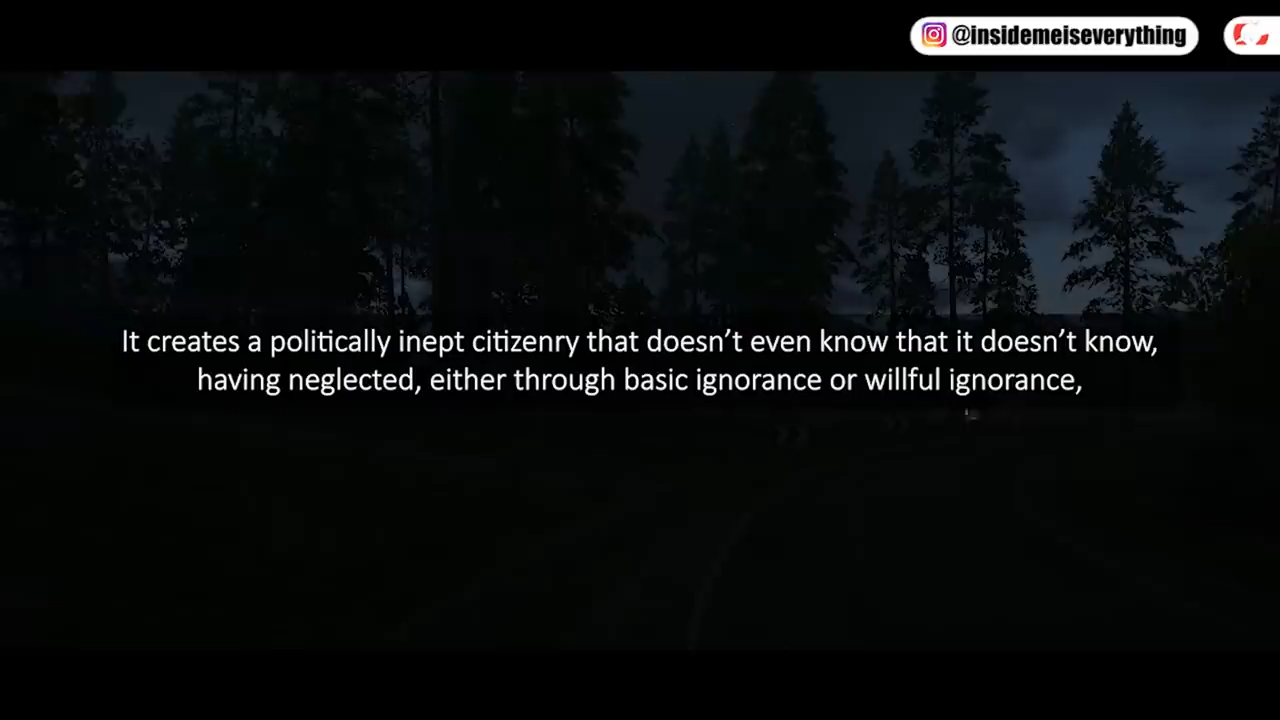 @insidemeiseverything
It creates a politically inept citizenry that doesn’t even know that it doesn’t know,
having neglected, either through basic ignorance or willful ignorance,